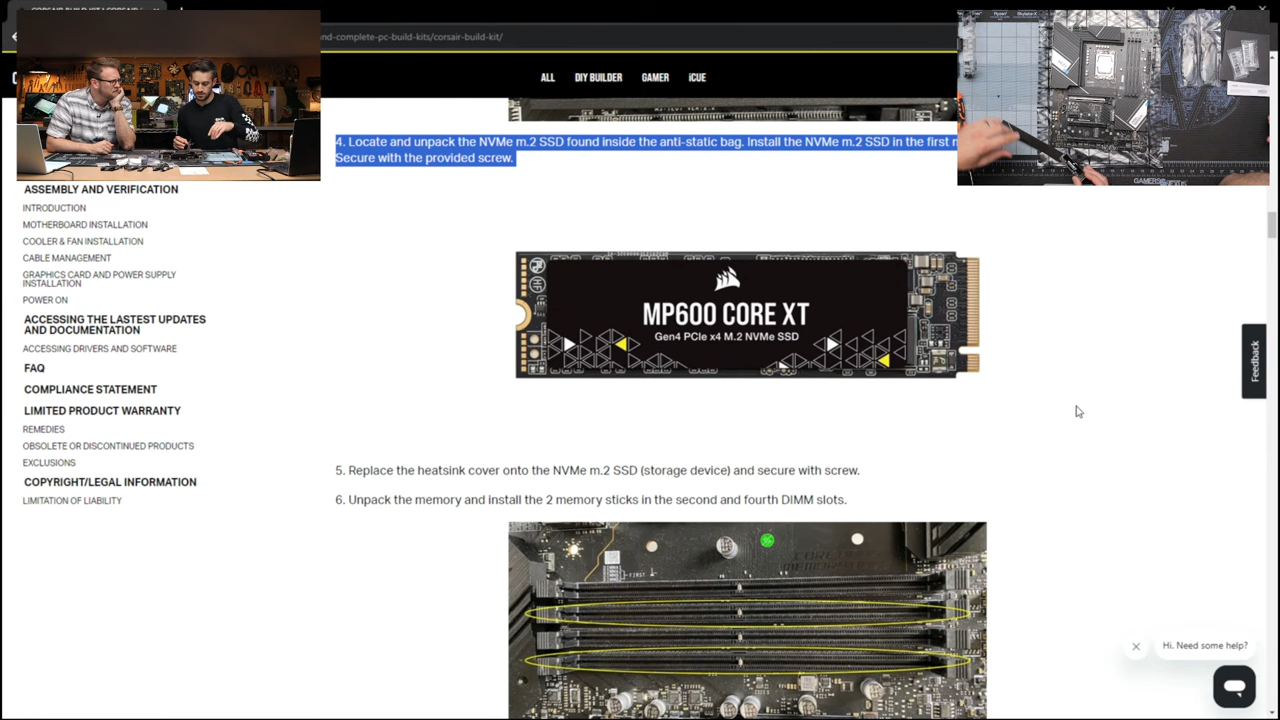 nd-complete-pc-build-kits/corsair-build-kit/
ALL DIY BUILDER GAMER iCUE
4. Locate and unpack the NVMe m.2 SSD found inside the anti-static bag. Install the NVMe m.2 SSD in the first
Secure with the provided screw.
ASSEMBLY AND VERIFICATION
INTRODUCTION
MOTHERBOARD INSTALLATION
COOLER & FAN INSTALLATION
CABLE MANAGEMENT
GRAPHICS CARD AND POWER SUPPLY
INSTALLATION
POWER ON
ACCESSING THE LASTEST UPDATES
AND DOCUMENTATION
ACCESSING DRIVERS AND SOFTWARE
FAQ
COMPLIANCE STATEMENT
LIMITED PRODUCT WARRANTY
REMEDIES
OBSOLETE OR DISCONTINUED PRODUCTS
EXCLUSIONS
COPYRIGHT/LEGAL INFORMATION
LIMITATION OF LIABILITY
MP600 CORE XT
Gen4 PCIe x4 M.2 NVMe SSD
Feedback
5. Replace the heatsink cover onto the NVMe m.2 SSD (storage device) and secure with screw.
6. Unpack the memory and install the 2 memory sticks in the second and fourth DIMM slots.
FIRST
Hi. Need some help?